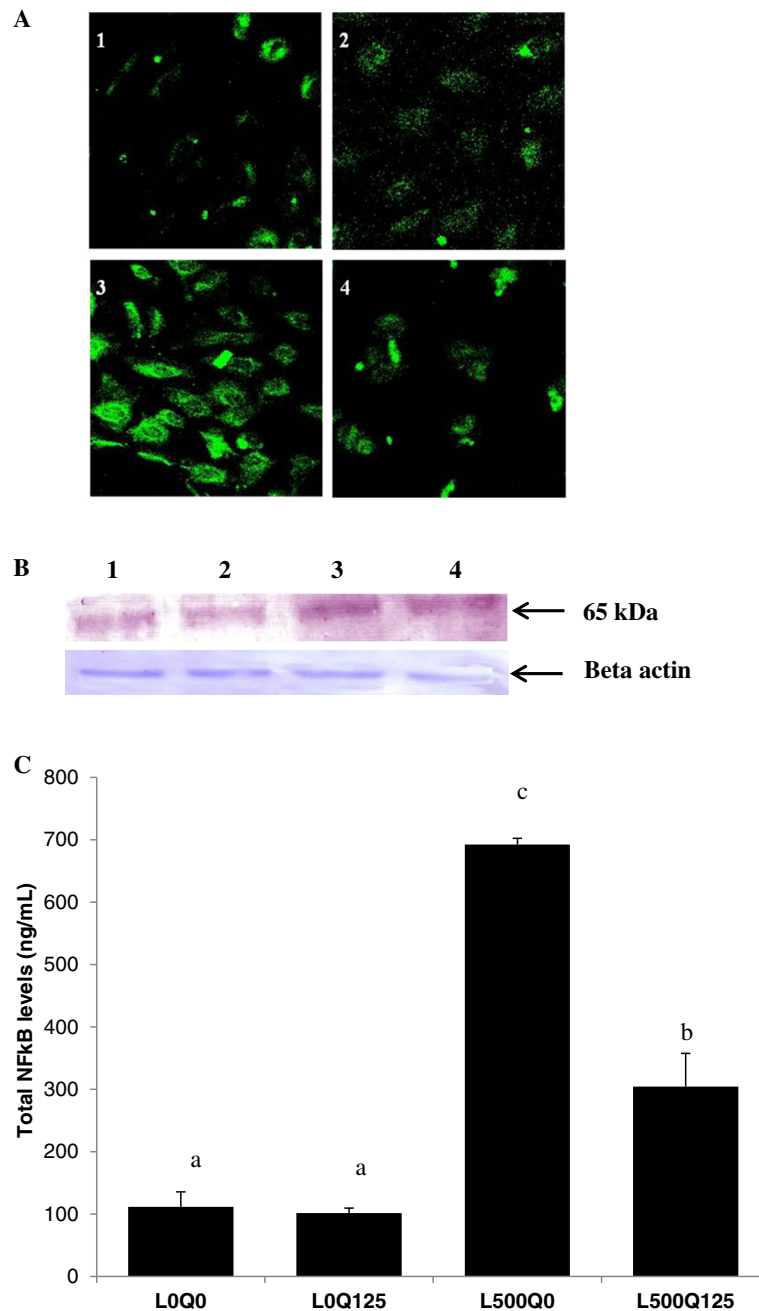 A
1
2
3
4
B
1 2 3 4
65 kDa
Beta actin
C
800
700
600
500
400
300
200
100
0
Total NFkB levels (ng/mL)
a
a
c
b
L0Q0 L0Q125 L500Q0 L500Q125